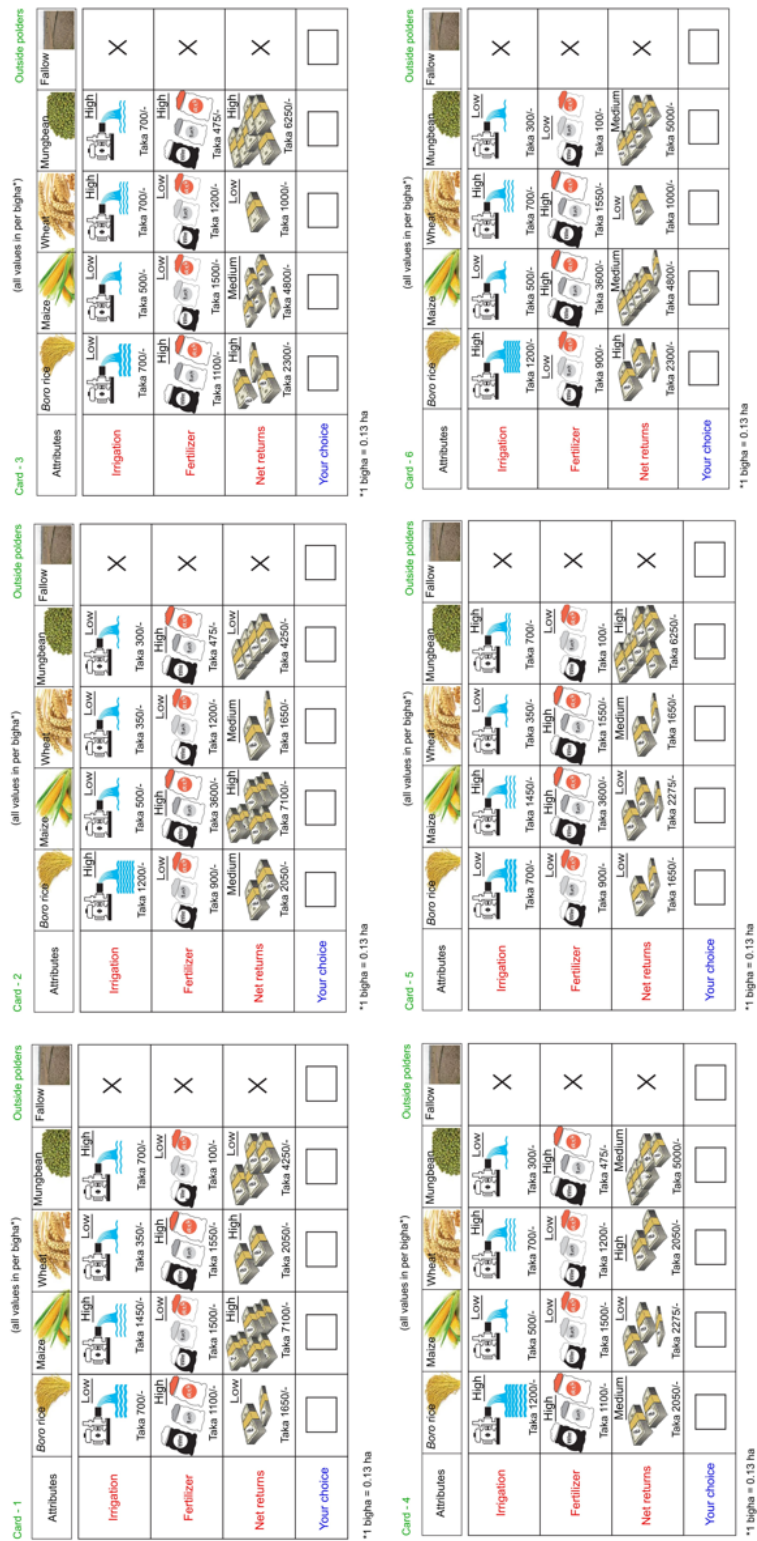 Card - 1 (all values in per bigha*) Outside polders
Attributes Boro rice Maize Wheat Mungbean Fallow
Irrigation Low Taka 700/- High Taka 1450/- Low Taka 350/- High Taka 700/- X
Fertilizer High Taka 1100/- Low Taka 1500/- High Taka 1550/- Low Taka 100/- X
Net returns Low Taka 1650/- High Taka 7100/- High Taka 2050/- Low Taka 4250/- X
Your choice
*1 bigha = 0.13 ha
Card - 2 (all values in per bigha*) Outside polders
Attributes Boro rice Maize Wheat Mungbean Fallow
Irrigation High Taka 1200/- Low Taka 500/- Low Taka 350/- Low Taka 300/- X
Fertilizer Low Taka 900/- High Taka 3600/- Low Taka 1200/- High Taka 475/- X
Net returns Medium Taka 2050/- High Taka 7100/- Medium Taka 1650/- Low Taka 4250/- X
Your choice
*1 bigha = 0.13 ha
Card - 3 (all values in per bigha*) Outside polders
Attributes Boro rice Maize Wheat Mungbean Fallow
Irrigation Low Taka 700/- Low Taka 500/- High Taka 700/- High Taka 700/- X
Fertilizer High Taka 1100/- Low Taka 1500/- Low Taka 1200/- High Taka 475/- X
Net returns High Taka 2300/- Medium Taka 4800/- Low Taka 1000/- High Taka 6250/- X
Your choice
*1 bigha = 0.13 ha
Card - 4 (all values in per bigha*) Outside polders
Attributes Boro rice Maize Wheat Mungbean Fallow
Irrigation High Taka 1200/- Low Taka 500/- High Taka 700/- Low Taka 300/- X
Fertilizer High Taka 1100/- Low Taka 1500/- Low Taka 1200/- High Taka 475/- X
Net returns Medium Taka 2050/- Low Taka 2275/- High Taka 2050/- Medium Taka 5000/- X
Your choice
*1 bigha = 0.13 ha
Card - 5 (all values in per bigha*) Outside polders
Attributes Boro rice Maize Wheat Mungbean Fallow
Irrigation Low Taka 700/- High Taka 1450/- Low Taka 350/- High Taka 700/- X
Fertilizer Low Taka 900/- High Taka 3600/- High Taka 1550/- Low Taka 100/- X
Net returns Low Taka 1650/- Low Taka 2275/- Medium Taka 1650/- High Taka 6250/- X
Your choice
*1 bigha = 0.13 ha
Card - 6 (all values in per bigha*) Outside polders
Attributes Boro rice Maize Wheat Mungbean Fallow
Irrigation High Taka 1200/- Low Taka 500/- High Taka 700/- Low Taka 300/- X
Fertilizer Low Taka 900/- High Taka 3600/- High Taka 1550/- Low Taka 100/- X
Net returns High Taka 2300/- Medium Taka 4800/- Low Taka 1000/- Medium Taka 5000/- X
Your choice
*1 bigha = 0.13 ha